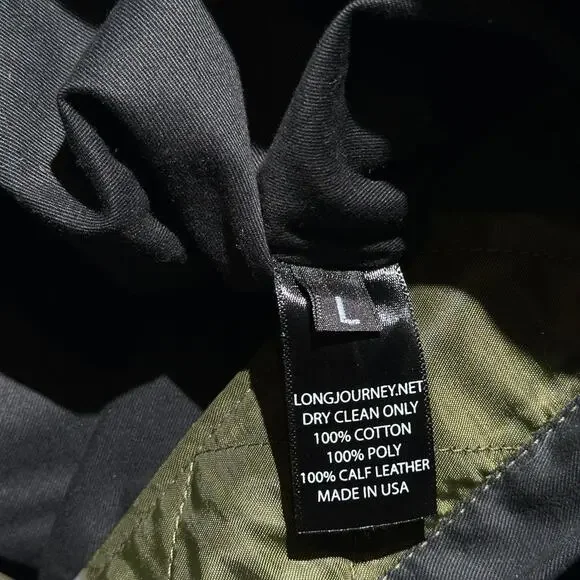 L
LONGJOURNEY.NET
DRY CLEAN ONLY
100% COTTON
100% POLY
100% CALF LEATHER
MADE IN USA